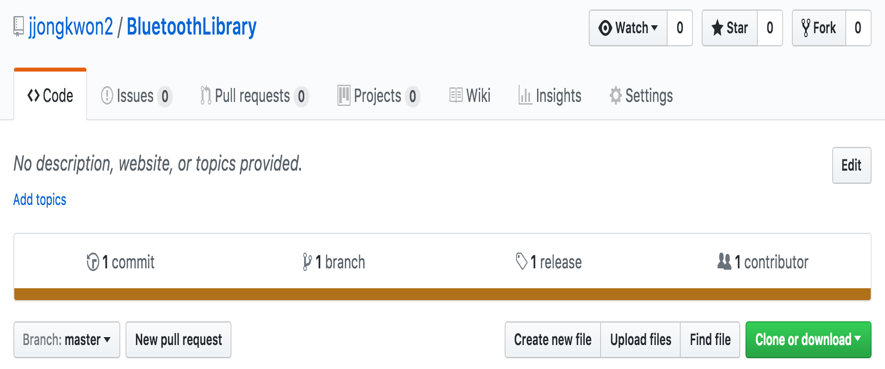 jjongkwon2 / BluetoothLibrary Watch 0 Star 0 Fork 0
Code Issues 0 Pull requests 0 Projects 0 Wiki Insights Settings
No description, website, or topics provided. Edit
Add topics
1 commit 1 branch 1 release 1 contributor
Branch: master New pull request Create new file Upload files Find file Clone or download